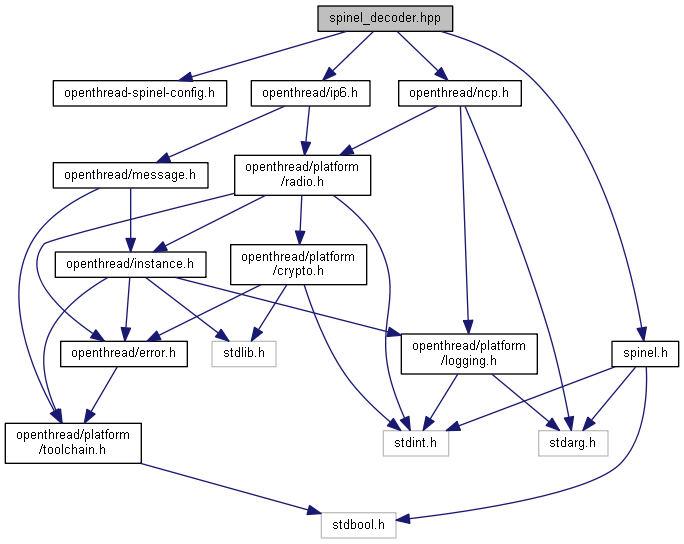 spinel_decoder.hpp
openthread-spinel-config.h
openthread/ip6.h
openthread/ncp.h
openthread/message.h
openthread/platform
/radio.h
openthread/instance.h
openthread/platform
/crypto.h
openthread/error.h
stdlib.h
openthread/platform
/logging.h
spinel.h
openthread/platform
/toolchain.h
stdint.h
stdarg.h
stdbool.h